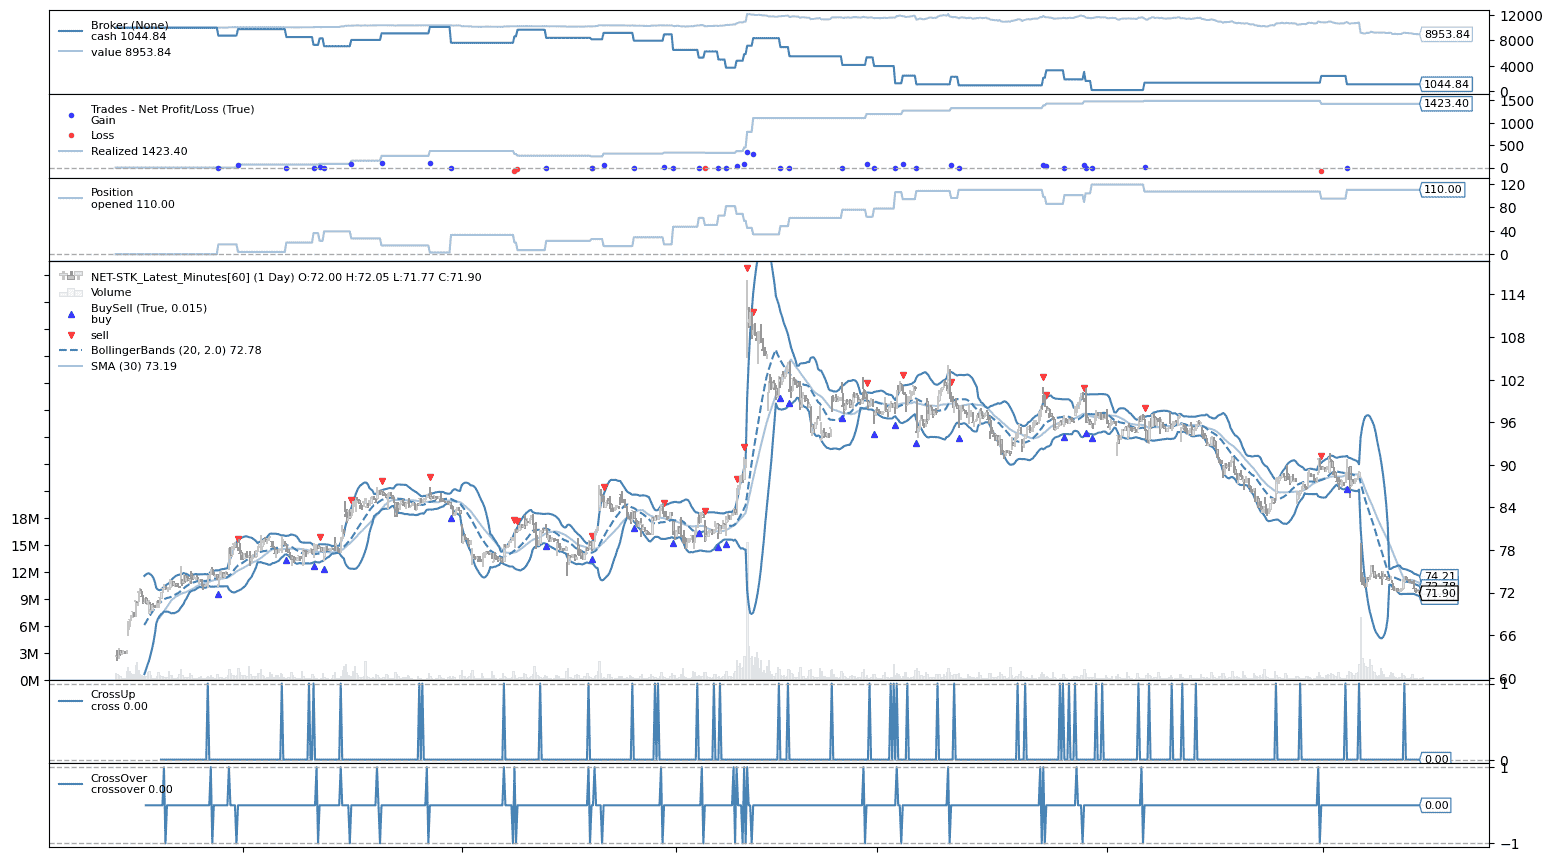 Broker (None)
cash 1044.84
value 8953.84
12000
8953.84
8000
4000
1044.84
0
Trades - Net Profit/Loss (True)
Gain
Loss
Realized 1423.40
1500
1423.40
1000
500
0
Position
opened 110.00
120
110.00
80
40
0
NET-STK_Latest_Minutes[60] (1 Day) O:72.00 H:72.05 L:71.77 C:71.90
Volume
BuySell (True, 0.015)
buy
sell
BollingerBands (20, 2.0) 72.78
SMA (30) 73.19
114
108
102
96
90
84
78
72
66
60
74.21
72.78
71.90
18M
15M
12M
9M
6M
3M
0M
CrossUp
cross 0.00
1
0.00
0
CrossOver
crossover 0.00
1
0.00
−1